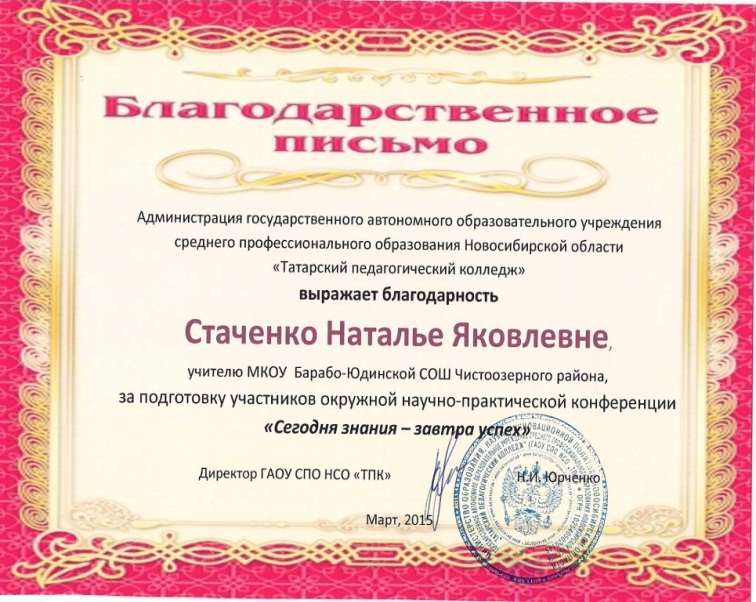 Благодарственное
письмо
Администрация государственного автономного образовательного учреждения
среднего профессионального образования Новосибирской области
«Татарский педагогический колледж»
выражает благодарность
Стаченко Наталье Яковлевне,
учителю МКОУ Барабо-Юдинской СОШ Чистоозерного района,
за подготовку участников окружной научно-практической конференции
«Сегодня знания – завтра успех»
Директор ГАОУ СПО НСО «ТПК» Н.И. Юрченко
Март, 2015